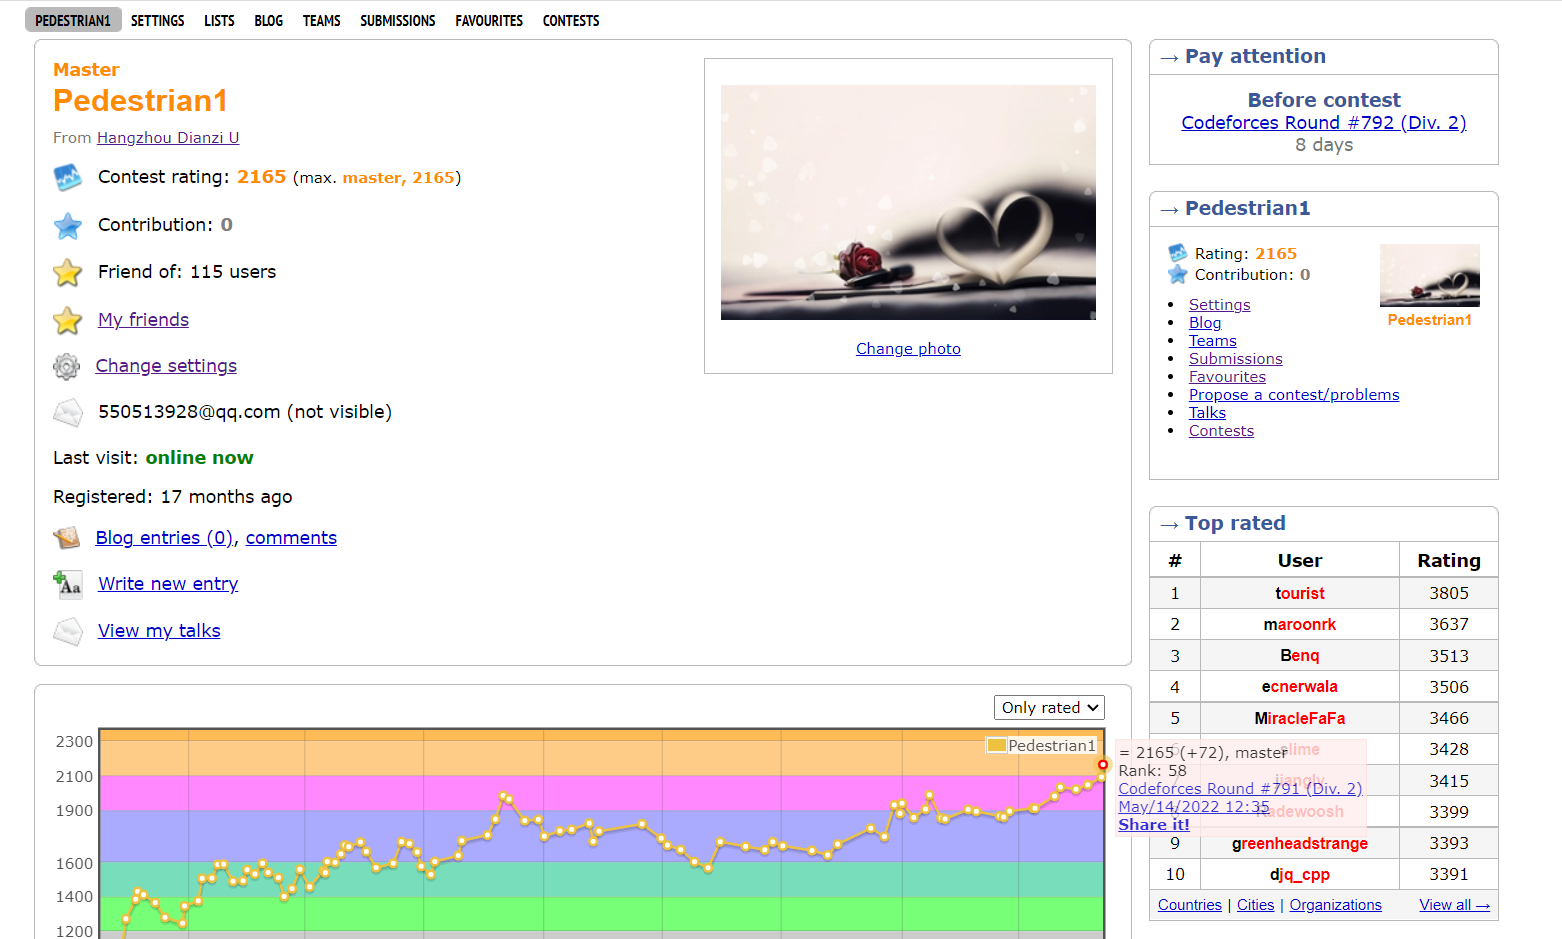 PEDESTRIAN1 SETTINGS LISTS BLOG TEAMS SUBMISSIONS FAVOURITES CONTESTS
Master
Pedestrian1
From Hangzhou Dianzi U
Contest rating: 2165 (max. master, 2165)
Contribution: 0
Friend of: 115 users
My friends
Change settings
550513928@qq.com (not visible)
Last visit: online now
Registered: 17 months ago
Blog entries (0), comments
Write new entry
View my talks
Change photo
Only rated
Pedestrian1
2300
2100
1900
1600
1400
1200
= 2165 (+72), master
Rank: 58
Codeforces Round #791 (Div. 2)
May/14/2022 12:35
Share it!
→ Pay attention
Before contest
Codeforces Round #792 (Div. 2)
8 days
→ Pedestrian1
Rating: 2165
Contribution: 0
Settings
Blog
Teams
Submissions
Favourites
Propose a contest/problems
Talks
Contests
Pedestrian1
→ Top rated
# User Rating
1 tourist 3805
2 maroonrk 3637
3 Benq 3513
4 ecnerwala 3506
5 MiracleFaFa 3466
6 slime 3428
7 jiangly 3415
Radewoosh 3399
9 greenheadstrange 3393
10 djq_cpp 3391
Countries | Cities | Organizations View all →